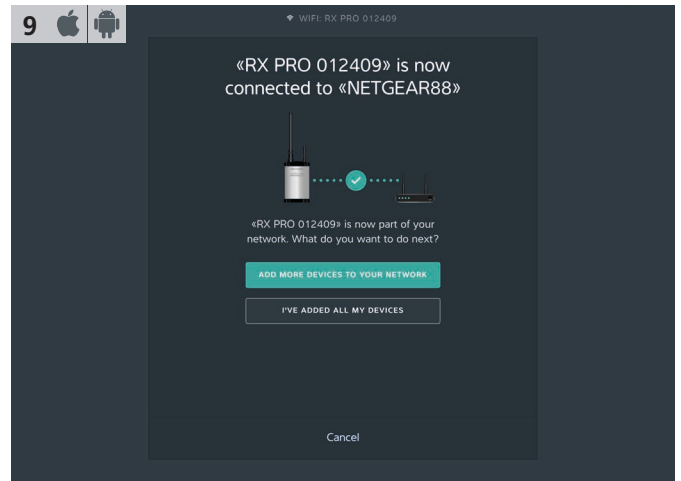 9
WIFI: RX PRO 012409
«RX PRO 012409» is now
connected to «NETGEAR88»
«RX PRO 012409» is now part of your
network. What do you want to do next?
ADD MORE DEVICES TO YOUR NETWORK
I'VE ADDED ALL MY DEVICES
Cancel